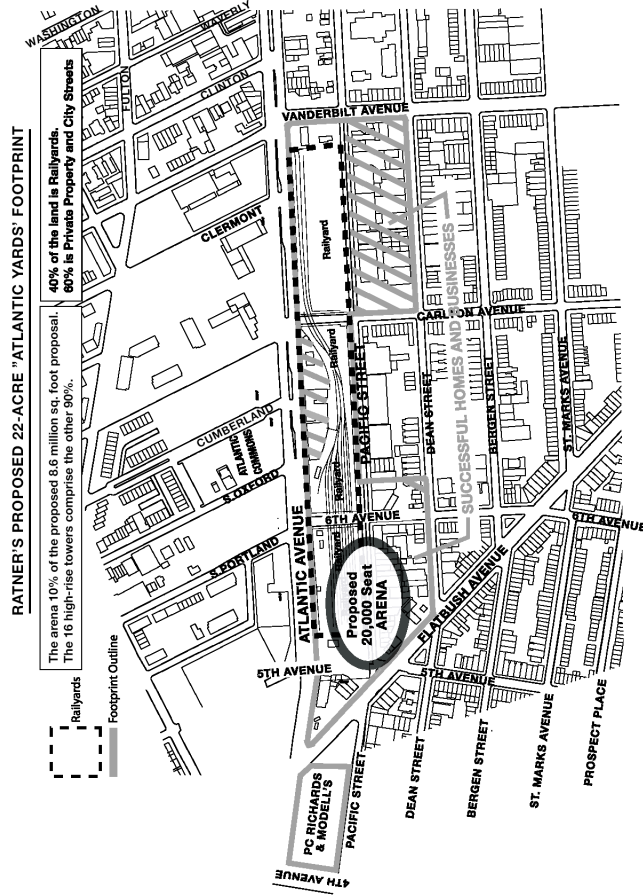 RATNER'S PROPOSED 22-ACRE "ATLANTIC YARDS' FOOTPRINT
The arena 10% of the proposed 8.6 million sq. foot proposal.
The 16 high-rise towers comprise the other 90%.
40% of the land is Railyards.
60% is Private Property and City Streets
Railyards
Footprint Outline
WASHINGTON
WAVERLY
FULTON
CLINTON
VANDERBILT AVENUE
CLERMONT
CUMBERLAND
ATLANTIC
COMMONS
S.OXFORD
S.PORTLAND
ATLANTIC AVENUE
5TH AVENUE
6TH AVENUE
Railyard
Railyard
Railyard
Railyard
PACIFIC STREET
CARLTON AVENUE
DEAN STREET
BERGEN STREET
ST. MARKS AVENUE
SUCCESSFUL HOMES AND BUSINESSES
Proposed
20,000 Seat
ARENA
FLATBUSH AVENUE
6TH AVENUE
5TH AVENUE
PC RICHARDS
& MODELL'S
4TH AVENUE
PACIFIC STREET
DEAN STREET
BERGEN STREET
ST. MARKS AVENUE
PROSPECT PLACE